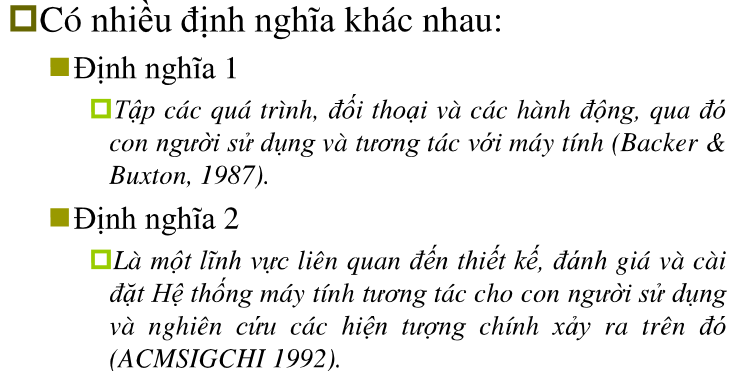 Có nhiều định nghĩa khác nhau:
Định nghĩa 1
Tập các quá trình, đối thoại và các hành động, qua đó
con người sử dụng và tương tác với máy tính (Backer &
Buxton, 1987).
Định nghĩa 2
Là một lĩnh vực liên quan đến thiết kế, đánh giá và cài
đặt Hệ thống máy tính tương tác cho con người sử dụng
và nghiên cứu các hiện tượng chính xảy ra trên đó
(ACMSIGCHI 1992).